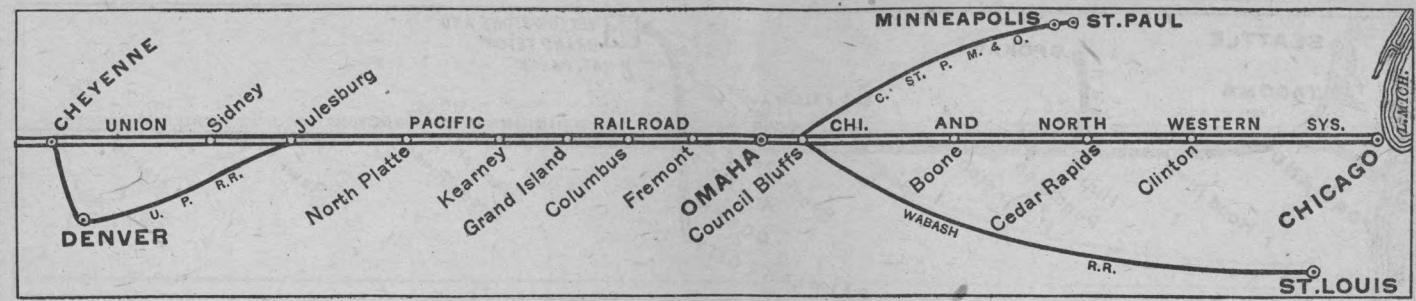 MINNEAPOLIS ST. PAUL
C. ST. P. M. & O.
CHEYENNE
Sidney
Julesburg
UNION PACIFIC RAILROAD
CHI. AND NORTH WESTERN SYS.
L. MICH.
North Platte
Kearney
Grand Island
Columbus
Fremont
OMAHA
Council Bluffs
Boone
Cedar Rapids
Clinton
CHICAGO
U. P. R.R.
DENVER
WABASH R.R.
ST. LOUIS